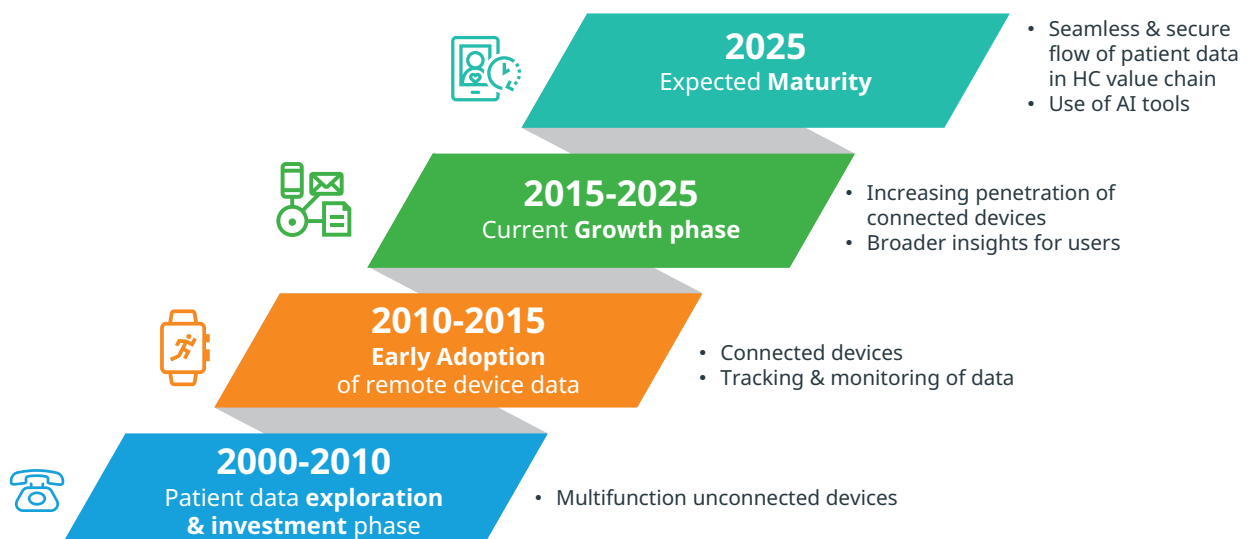 2025
Expected Maturity
• Seamless & secure
flow of patient data
in HC value chain
• Use of AI tools
2015-2025
Current Growth phase
• Increasing penetration of
connected devices
• Broader insights for users
2010-2015
Early Adoption
of remote device data
• Connected devices
• Tracking & monitoring of data
2000-2010
Patient data exploration
& investment phase
• Multifunction unconnected devices